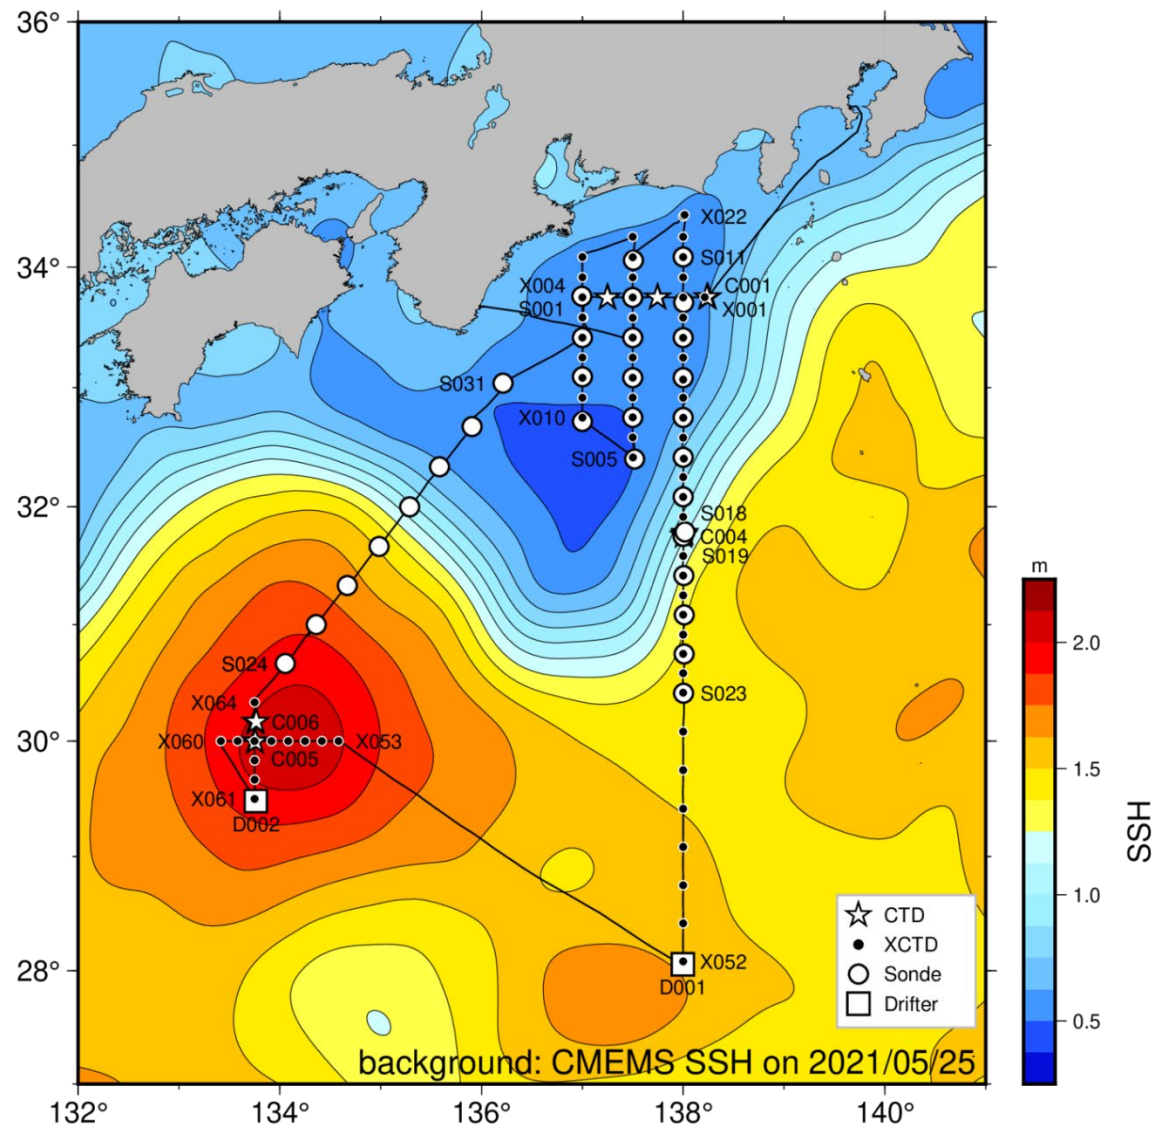 36°
34°
32°
30°
28°
132°
134°
136°
138°
140°
X022
S011
X004
C001
S001
X001
S031
X010
S005
S018
C004
S019
S024
S023
X064
C006
X060
X053
C005
X061
D002
X052
D001
CTD
XCTD
Sonde
Drifter
background: CMEMS SSH on 2021/05/25
m
2.0
1.5
1.0
0.5
SSH